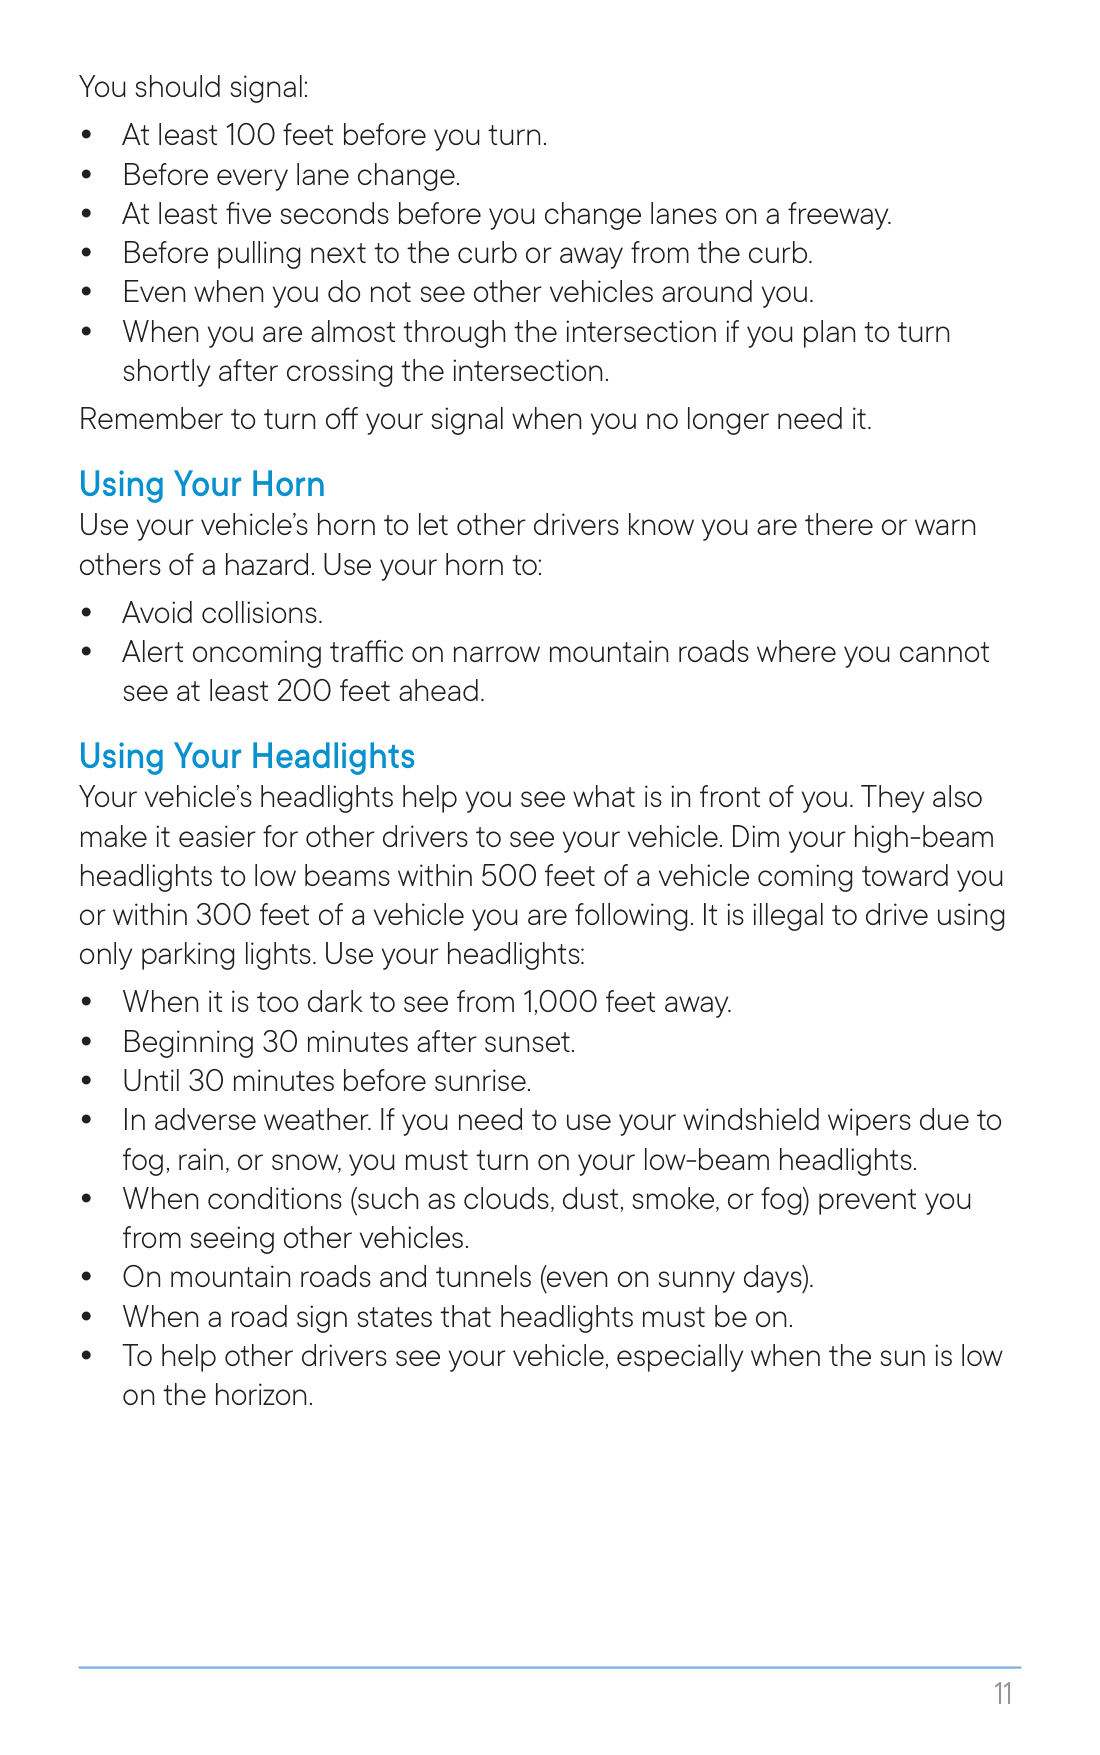 You should signal:
• At least 100 feet before you turn.
• Before every lane change.
• At least five seconds before you change lanes on a freeway.
• Before pulling next to the curb or away from the curb.
• Even when you do not see other vehicles around you.
• When you are almost through the intersection if you plan to turn
shortly after crossing the intersection.
Remember to turn off your signal when you no longer need it.
Using Your Horn
Use your vehicle’s horn to let other drivers know you are there or warn
others of a hazard. Use your horn to:
• Avoid collisions.
• Alert oncoming traffic on narrow mountain roads where you cannot
see at least 200 feet ahead.
Using Your Headlights
Your vehicle’s headlights help you see what is in front of you. They also
make it easier for other drivers to see your vehicle. Dim your high-beam
headlights to low beams within 500 feet of a vehicle coming toward you
or within 300 feet of a vehicle you are following. It is illegal to drive using
only parking lights. Use your headlights:
• When it is too dark to see from 1,000 feet away.
• Beginning 30 minutes after sunset.
• Until 30 minutes before sunrise.
• In adverse weather. If you need to use your windshield wipers due to
fog, rain, or snow, you must turn on your low-beam headlights.
• When conditions (such as clouds, dust, smoke, or fog) prevent you
from seeing other vehicles.
• On mountain roads and tunnels (even on sunny days).
• When a road sign states that headlights must be on.
• To help other drivers see your vehicle, especially when the sun is low
on the horizon.
11